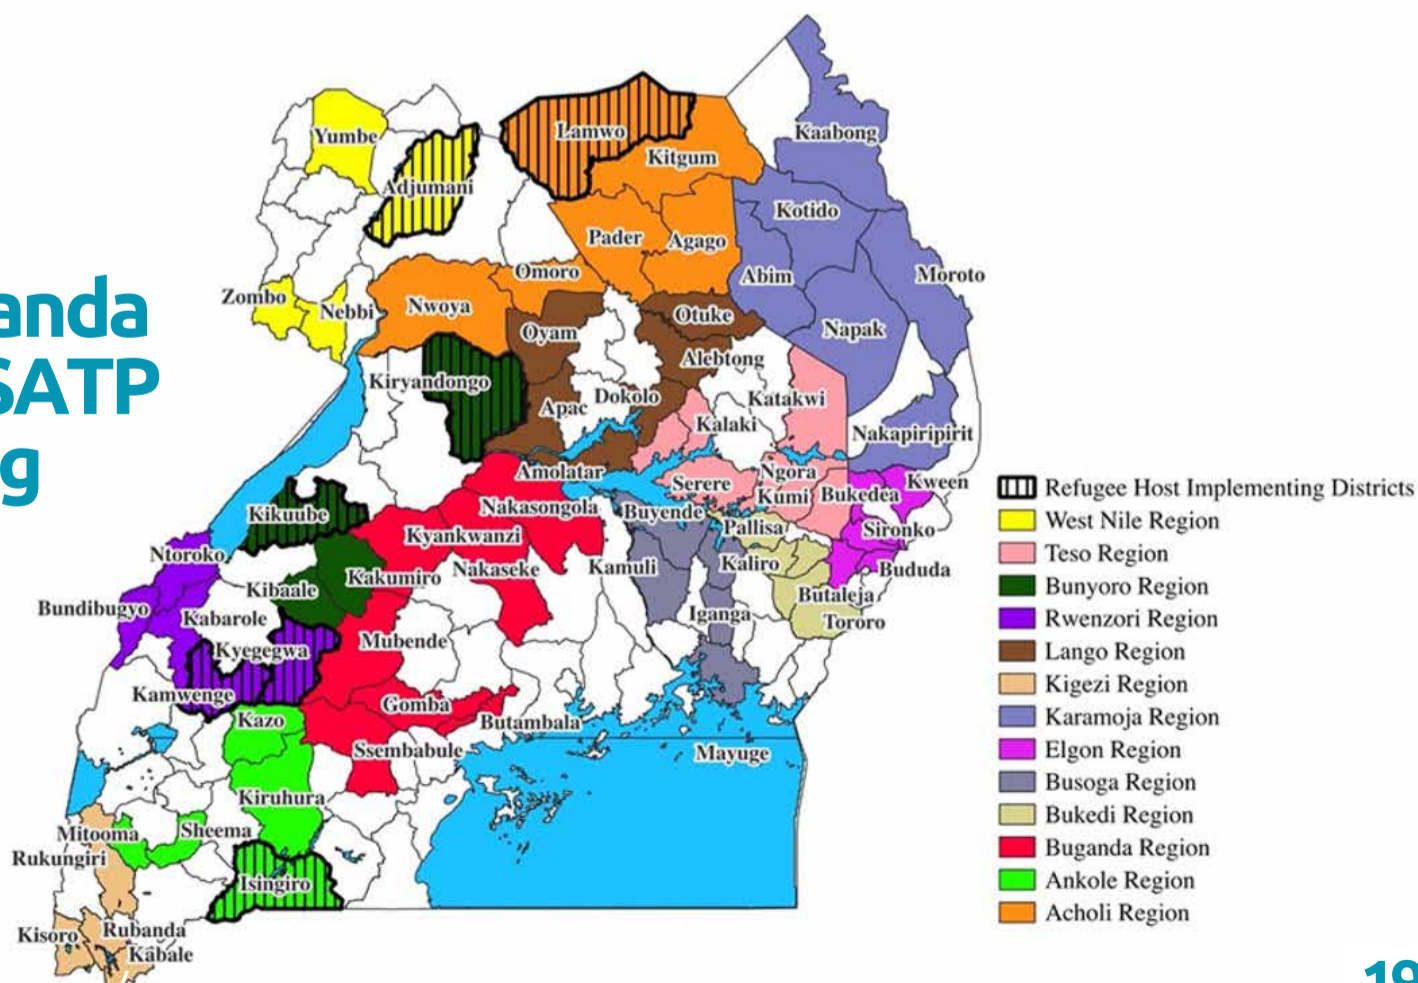 anda
SATP
g
Yumbe
Adjumani
Lamwo
Kitgum
Kaabong
Kotido
Pader
Agago
Abim
Moroto
Omoro
Zombo
Nebbi
Nwoya
Otuke
Napak
Oyam
Alebtong
Kiryandongo
Dokolo
Apac
Katakwi
Kalaki
Nakapiripirit
Amolatar
Ngora
Serere
Kumi
Bukedea
Kween
Nakasongola
Buyende
Pallisa
Sironko
Kikuube
Kyankwanzi
Ntoroko
Nakaseke
Kamuli
Kaliro
Bududa
Kakumiro
Kibaale
Butaleja
Bundibugyo
Kabarole
Iganga
Tororo
Mubende
Kyegegwa
Kamwenge
Gomba
Kazo
Butambala
Ssembabule
Mayuge
Kiruhura
Mitooma
Sheema
Rukungiri
Isingiro
Kisoro
Rubanda
Kabale
Refugee Host Implementing Districts
West Nile Region
Teso Region
Bunyoro Region
Rwenzori Region
Lango Region
Kigezi Region
Karamoja Region
Elgon Region
Busoga Region
Bukedi Region
Buganda Region
Ankole Region
Acholi Region
19